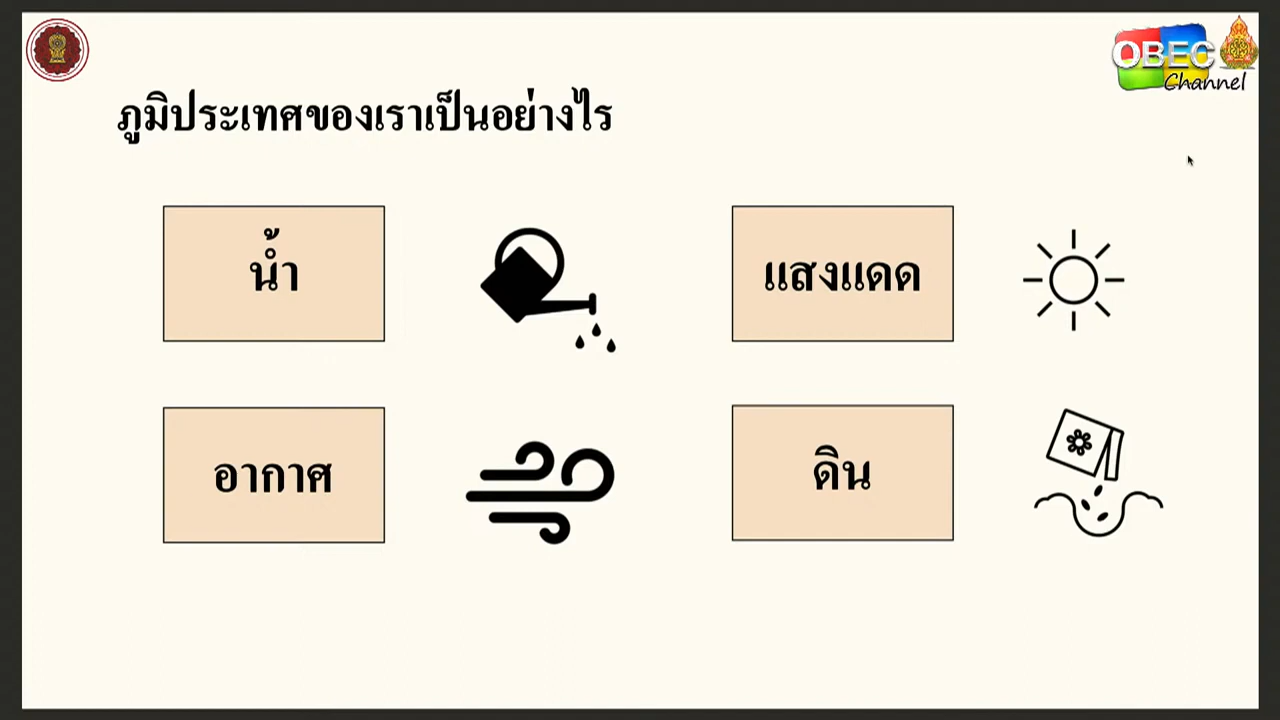 OBEC
Channel
ภูมิประเทศของเราเป็นอย่างไร
น้ำ
แสงแดด
อากาศ
ดิน